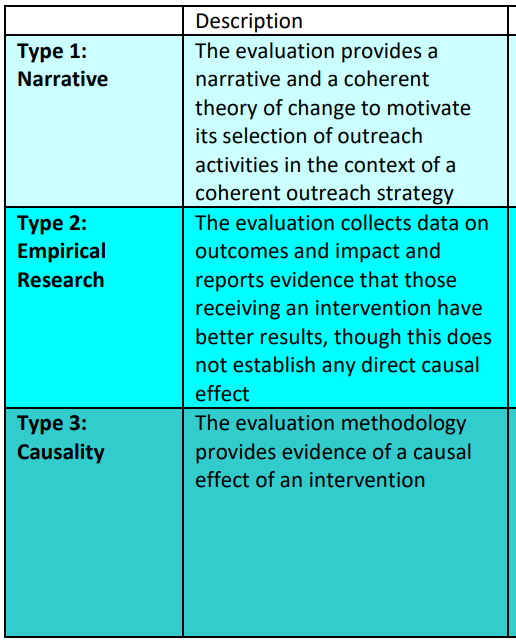 Description
Type 1:
Narrative
The evaluation provides a
narrative and a coherent
theory of change to motivate
its selection of outreach
activities in the context of a
coherent outreach strategy
Type 2:
Empirical
Research
The evaluation collects data on
outcomes and impact and
reports evidence that those
receiving an intervention have
better results, though this does
not establish any direct causal
effect
Type 3:
Causality
The evaluation methodology
provides evidence of a causal
effect of an intervention